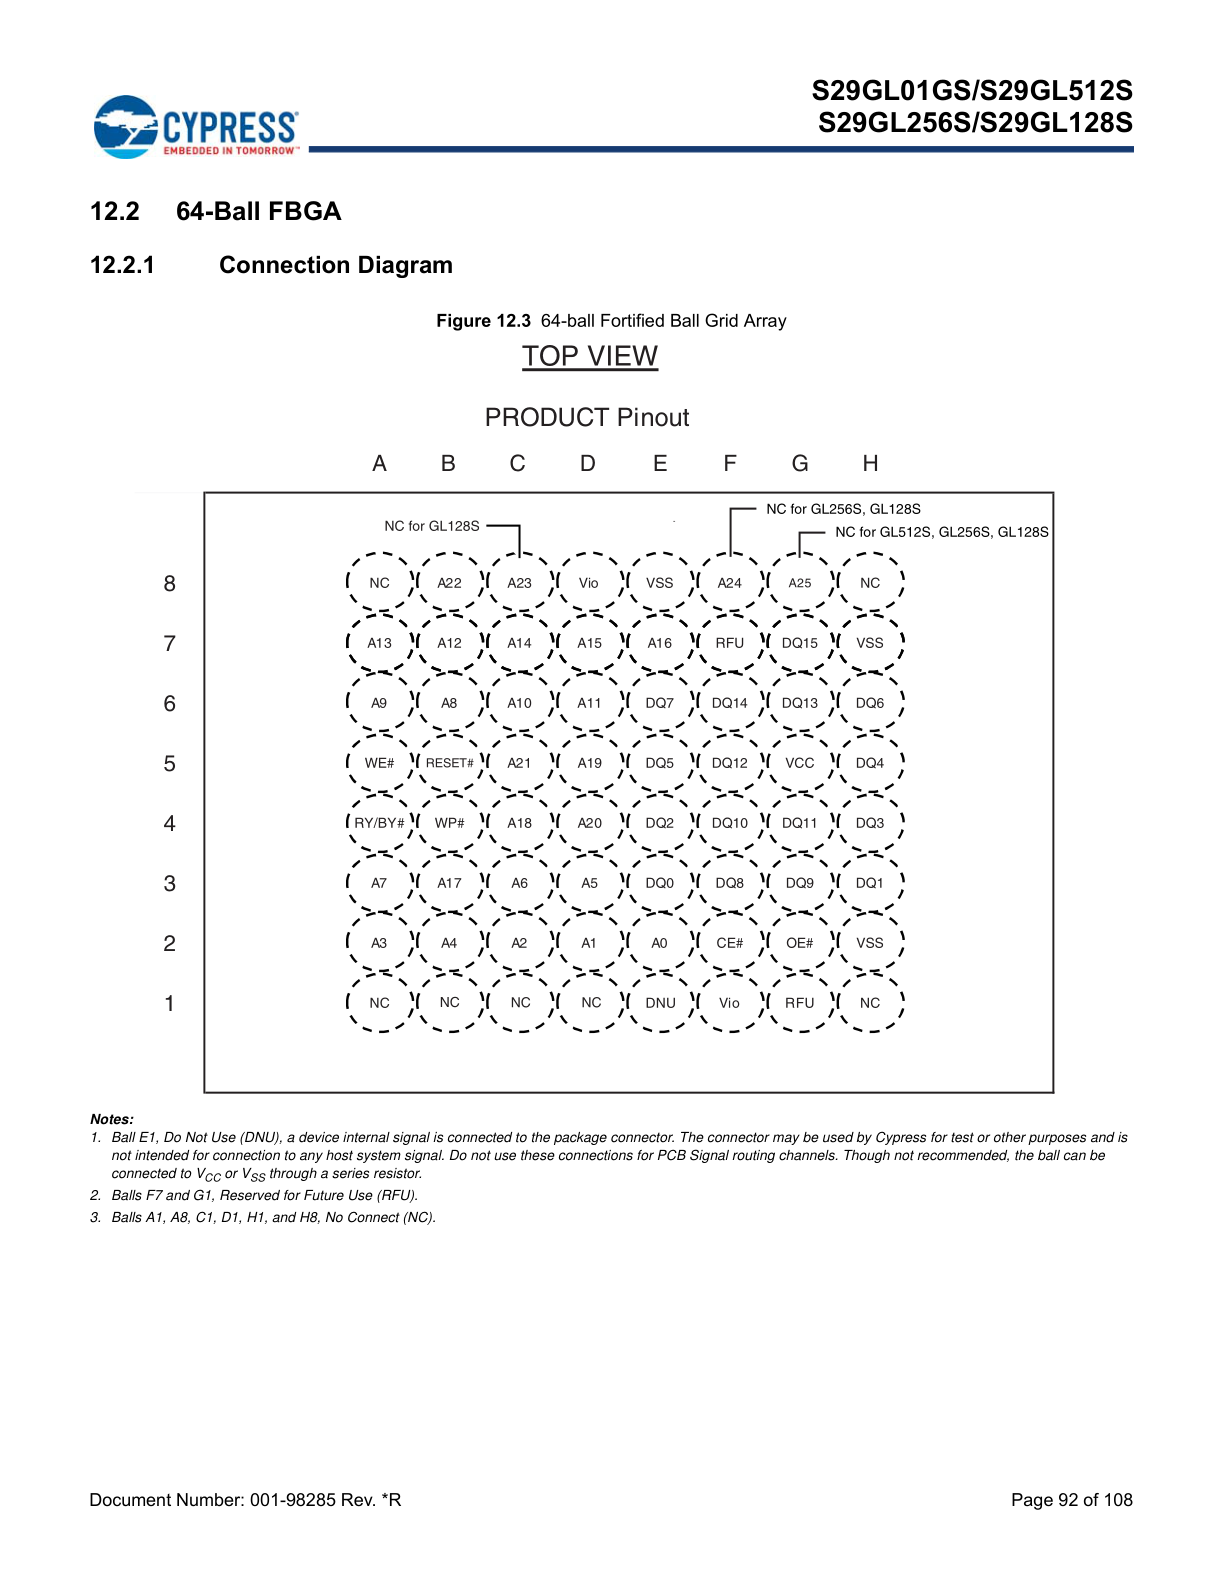 S29GL01GS/S29GL512S
S29GL256S/S29GL128S
CYPRESS®
EMBEDDED IN TOMORROW™
12.2 64-Ball FBGA
12.2.1 Connection Diagram
Figure 12.3 64-ball Fortified Ball Grid Array
TOP VIEW
PRODUCT Pinout
A B C D E F G H
NC for GL256S, GL128S
NC for GL128S
NC for GL512S, GL256S, GL128S
8 NC A22 A23 Vio VSS A24 A25 NC
7 A13 A12 A14 A15 A16 RFU DQ15 VSS
6 A9 A8 A10 A11 DQ7 DQ14 DQ13 DQ6
5 WE# RESET# A21 A19 DQ5 DQ12 VCC DQ4
4 RY/BY# WP# A18 A20 DQ2 DQ10 DQ11 DQ3
3 A7 A17 A6 A5 DQ0 DQ8 DQ9 DQ1
2 A3 A4 A2 A1 A0 CE# OE# VSS
1 NC NC NC NC DNU Vio RFU NC
Notes:
1. Ball E1, Do Not Use (DNU), a device internal signal is connected to the package connector. The connector may be used by Cypress for test or other purposes and is
not intended for connection to any host system signal. Do not use these connections for PCB Signal routing channels. Though not recommended, the ball can be
connected to VCC or VSS through a series resistor.
2. Balls F7 and G1, Reserved for Future Use (RFU).
3. Balls A1, A8, C1, D1, H1, and H8, No Connect (NC).
Document Number: 001-98285 Rev. *R Page 92 of 108